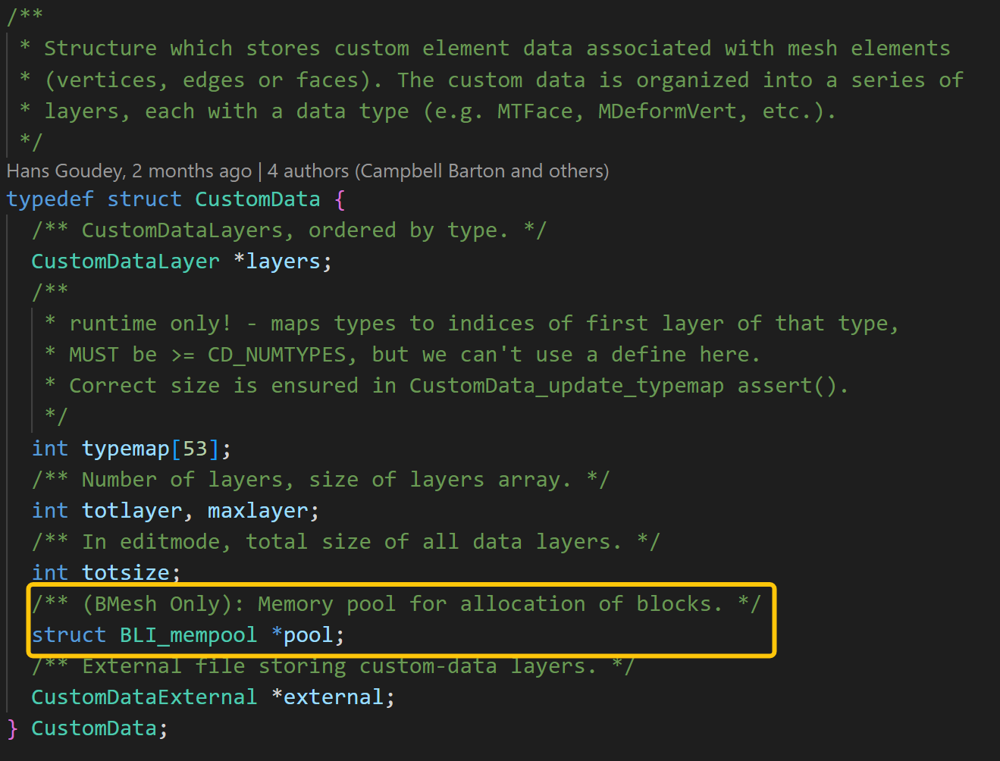 /**
 * Structure which stores custom element data associated with mesh elements
 * (vertices, edges or faces). The custom data is organized into a series of
 * layers, each with a data type (e.g. MTFace, MDeformVert, etc.).
 */
Hans Goudey, 2 months ago | 4 authors (Campbell Barton and others)
typedef struct CustomData {
  /** CustomDataLayers, ordered by type. */
  CustomDataLayer *layers;
  /**
   * runtime only! - maps types to indices of first layer of that type,
   * MUST be >= CD_NUMTYPES, but we can't use a define here.
   * Correct size is ensured in CustomData_update_typemap assert().
   */
  int typemap[53];
  /** Number of layers, size of layers array. */
  int totlayer, maxlayer;
  /** In editmode, total size of all data layers. */
  int totsize;
  /** (BMesh Only): Memory pool for allocation of blocks. */
  struct BLI_mempool *pool;
  /** External file storing custom-data layers. */
  CustomDataExternal *external;
} CustomData;